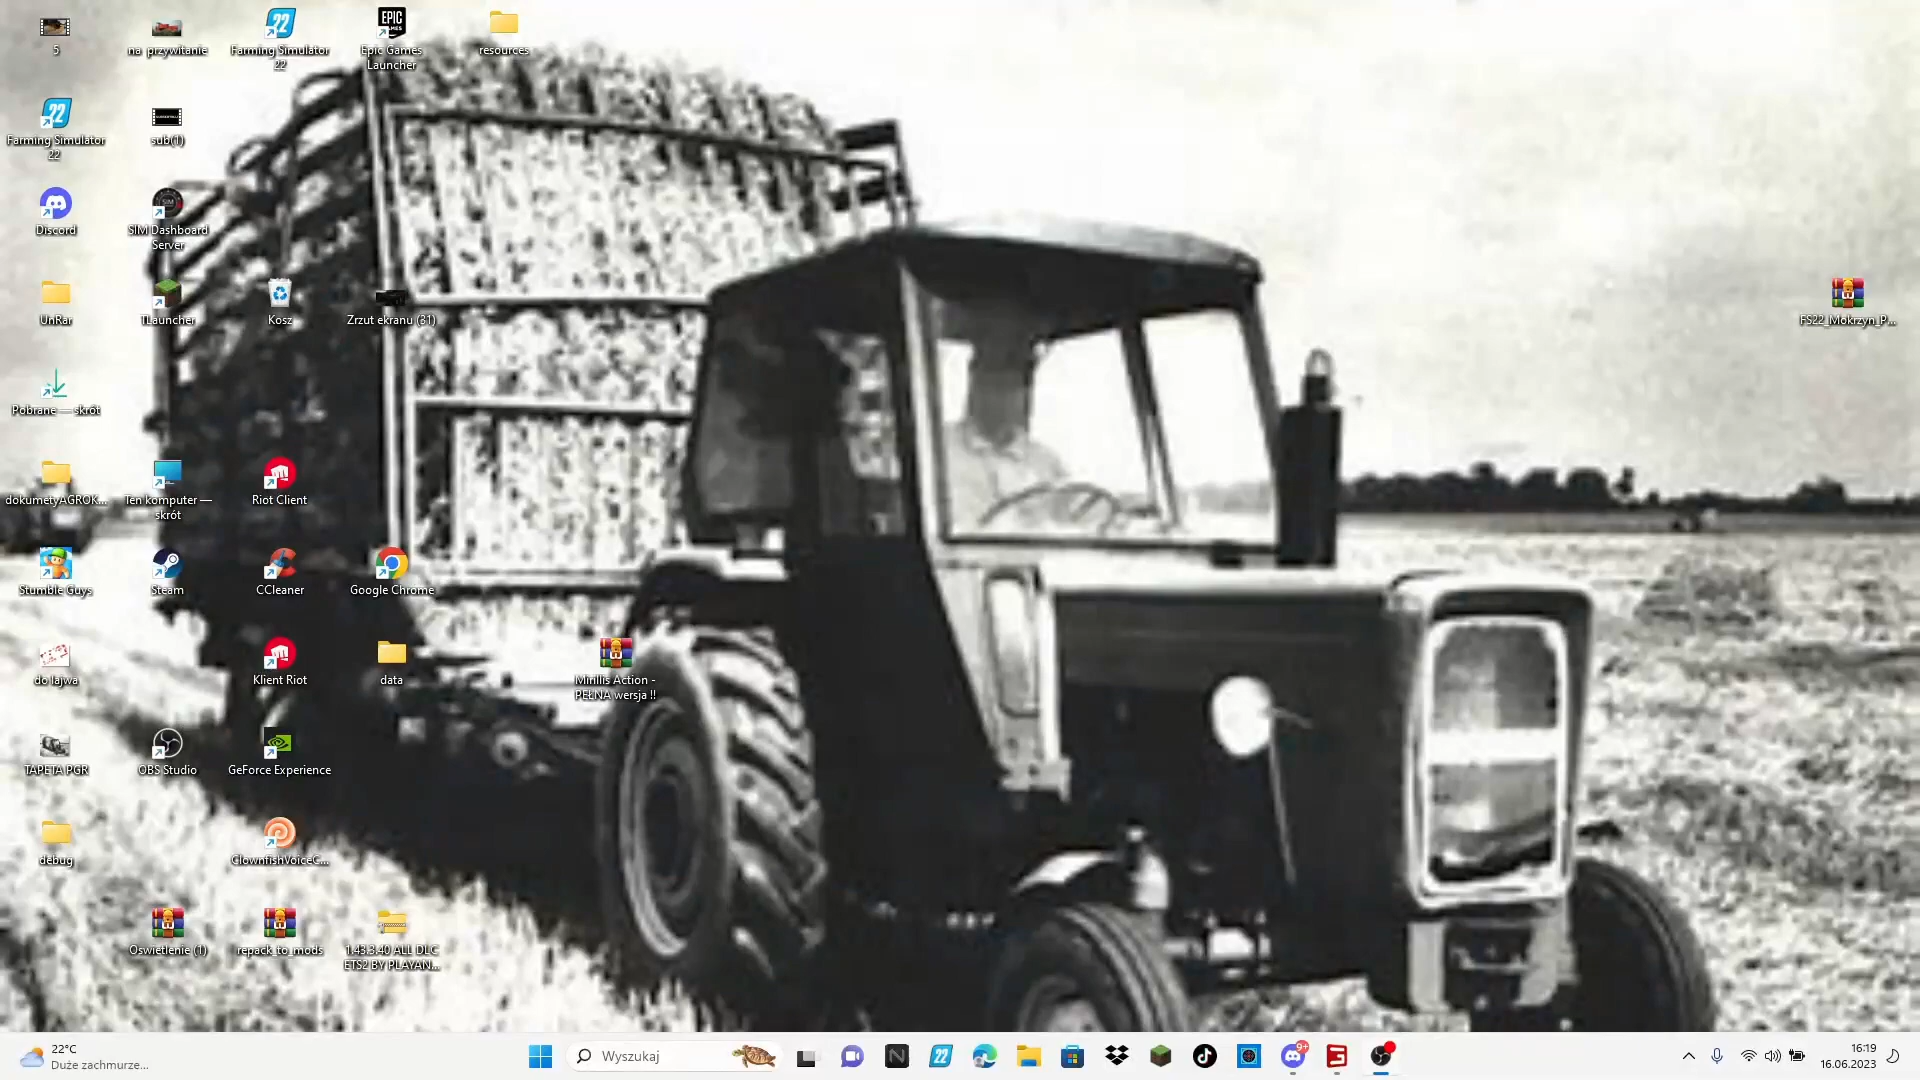 5
na przywitanie
Farming Simulator
22
Epic Games
Launcher
resources
Farming Simulator
22
sub(1)
Discord
SIM Dashboard
Server
UnRar
TLauncher
Kosz
Zrzut ekranu (31)
FS22_Mokrzyn_P...
Pobrane — skrót
dokumetyAGROK...
Ten komputer —
skrót
Riot Client
Stumble Guys
Steam
CCleaner
Google Chrome
do lajwa
Klient Riot
data
Mirillis Action -
PEŁNA wersja !!
TAPETA PGR
OBS Studio
GeForce Experience
debug
ClownfishVoiceC...
Oswietlenie (1)
repack_to_mods
1.43.3.40 ALL DLC
ETS2 BY PLAYAN...
22°C
Duże zachmurze...
Wyszukaj
22
9+
16:19
16.06.2023